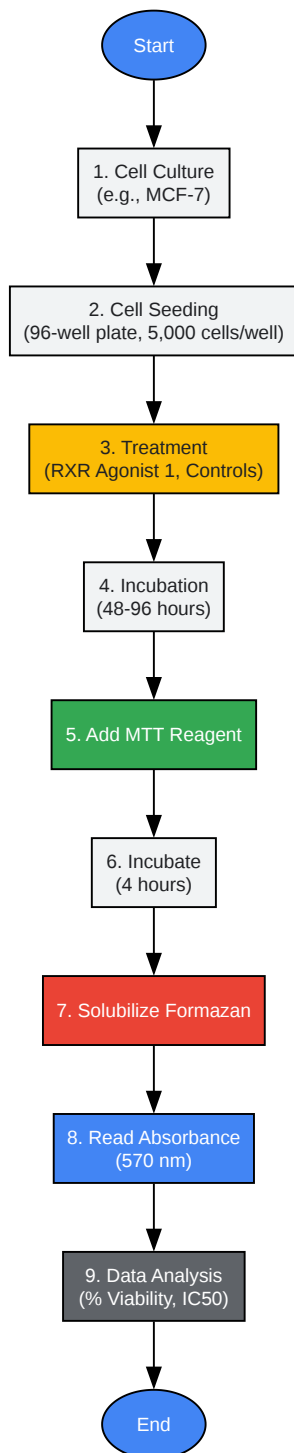 Start
1. Cell Culture
(e.g., MCF-7)
2. Cell Seeding
(96-well plate, 5,000 cells/well)
3. Treatment
(RXR Agonist 1, Controls)
4. Incubation
(48-96 hours)
5. Add MTT Reagent
6. Incubate
(4 hours)
7. Solubilize Formazan
8. Read Absorbance
(570 nm)
9. Data Analysis
(% Viability, IC50)
End